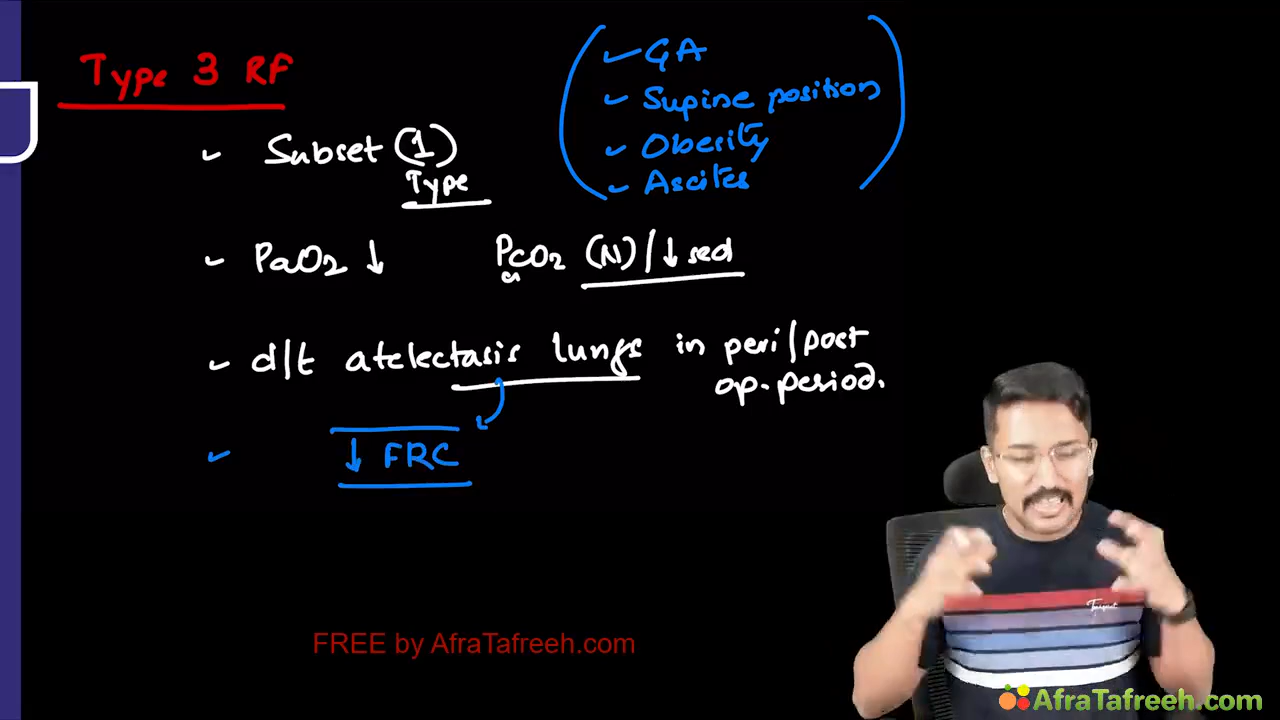 Type 3 RF
✓ GA
✓ Supine position
✓ Obesity
✓ Ascites
✓ Subset (1)
Type
✓ PaO2 ↓ PaCO2 (N)/↓sed
✓ d/t atelectasis lungs in peri/post
op. period.
✓ ↓ FRC
FREE by AfraTafreeh.com
AfraTafreeh.com